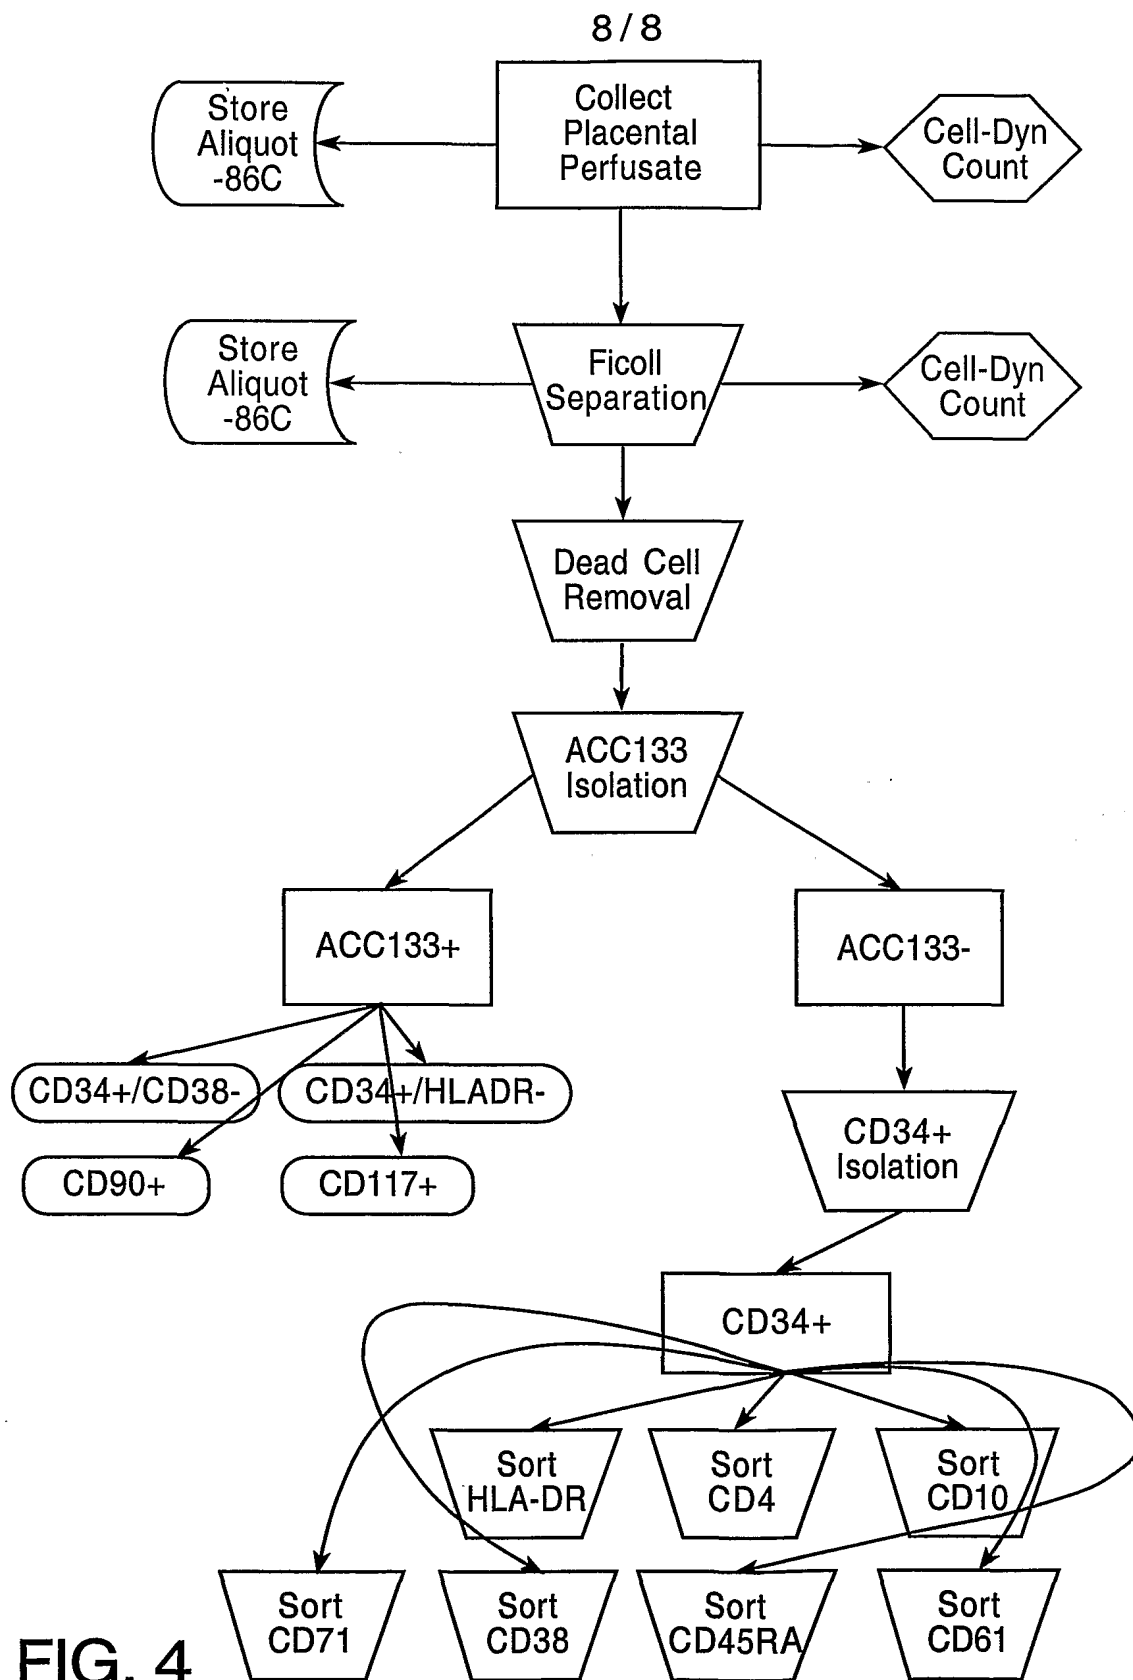 8/8
Store
Aliquot
-86C
Collect
Placental
Perfusate
Cell-Dyn
Count
Store
Aliquot
-86C
Ficoll
Separation
Cell-Dyn
Count
Dead Cell
Removal
ACC133
Isolation
ACC133+
ACC133-
CD34+/CD38-
CD34+/HLADR-
CD90+
CD117+
CD34+
Isolation
CD34+
Sort
HLA-DR
Sort
CD4
Sort
CD10
Sort
CD71
Sort
CD38
Sort
CD45RA
Sort
CD61
FIG. 4